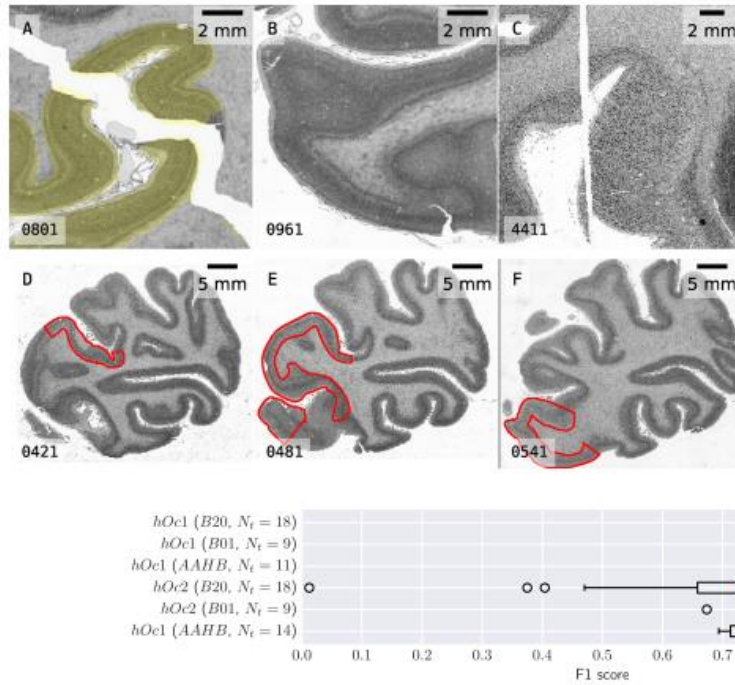 A
2 mm
0801
B
2 mm
0961
C
2 mm
4411
D
5 mm
0421
E
5 mm
0481
F
5 mm
0541
hOc1 (B20, Nt = 18)
hOc1 (B01, Nt = 9)
hOc1 (AAHB, Nt = 11)
hOc2 (B20, Nt = 18)
hOc2 (B01, Nt = 9)
hOc1 (AAHB, Nt = 14)
0.0 0.1 0.2 0.3 0.4 0.5 0.6 0.7
F1 score